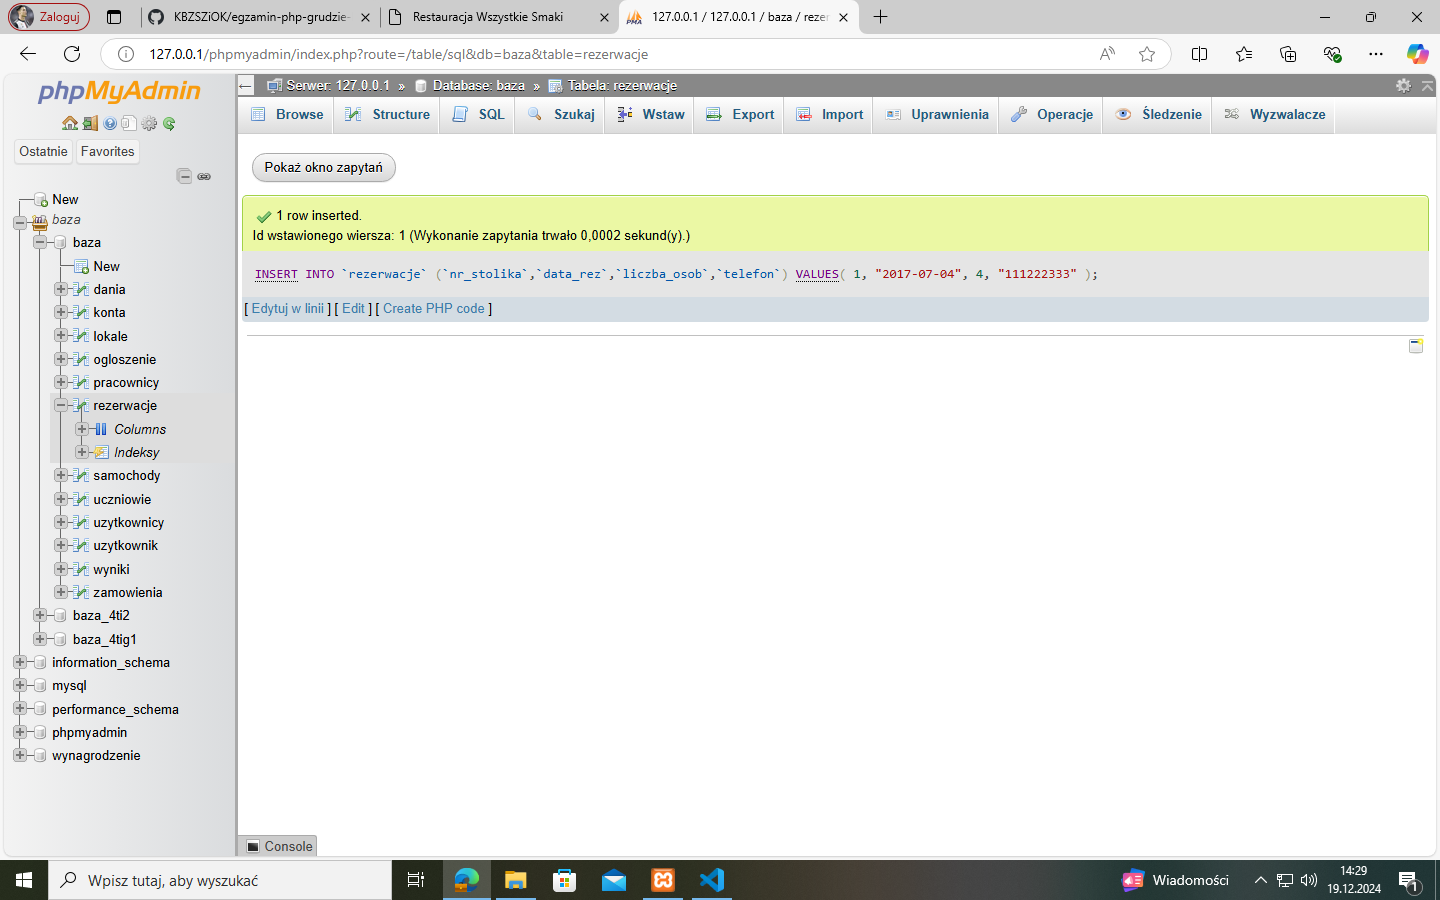 Zaloguj
KBZSZiOK/egzamin-php-grudzie-
Restauracja Wszystkie Smaki
127.0.0.1 / 127.0.0.1 / baza / rezer
127.0.0.1/phpmyadmin/index.php?route=/table/sql&db=baza&table=rezerwacje
phpMyAdmin
Ostatnie
Favorites
New
baza
baza
New
dania
konta
lokale
ogloszenie
pracownicy
rezerwacje
Columns
Indeksy
samochody
uczniowie
uzytkownicy
uzytkownik
wyniki
zamowienia
baza_4ti2
baza_4tig1
information_schema
mysql
performance_schema
phpmyadmin
wynagrodzenie
Serwer: 127.0.0.1 » Database: baza » Tabela: rezerwacje
Browse Structure SQL Szukaj Wstaw Export Import Uprawnienia Operacje Śledzenie Wyzwalacze
Pokaż okno zapytań
1 row inserted.
Id wstawionego wiersza: 1 (Wykonanie zapytania trwało 0,0002 sekund(y).)
INSERT INTO `rezerwacje` (`nr_stolika`,`data_rez`,`liczba_osob`,`telefon`) VALUES( 1, "2017-07-04", 4, "111222333" );
[ Edytuj w linii ] [ Edit ] [ Create PHP code ]
Console
Wpisz tutaj, aby wyszukać
Wiadomości
14:29
19.12.2024
1